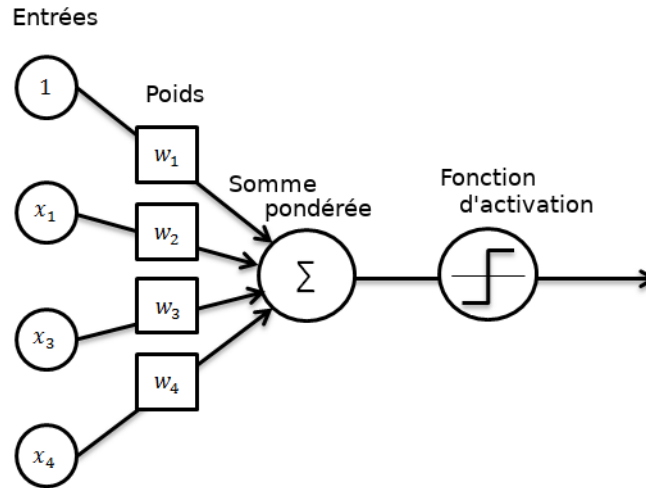 Entrées
1
Poids
w₁
Somme
pondérée
Fonction
d'activation
x₁
w₂
∑
x₃
w₃
w₄
x₄